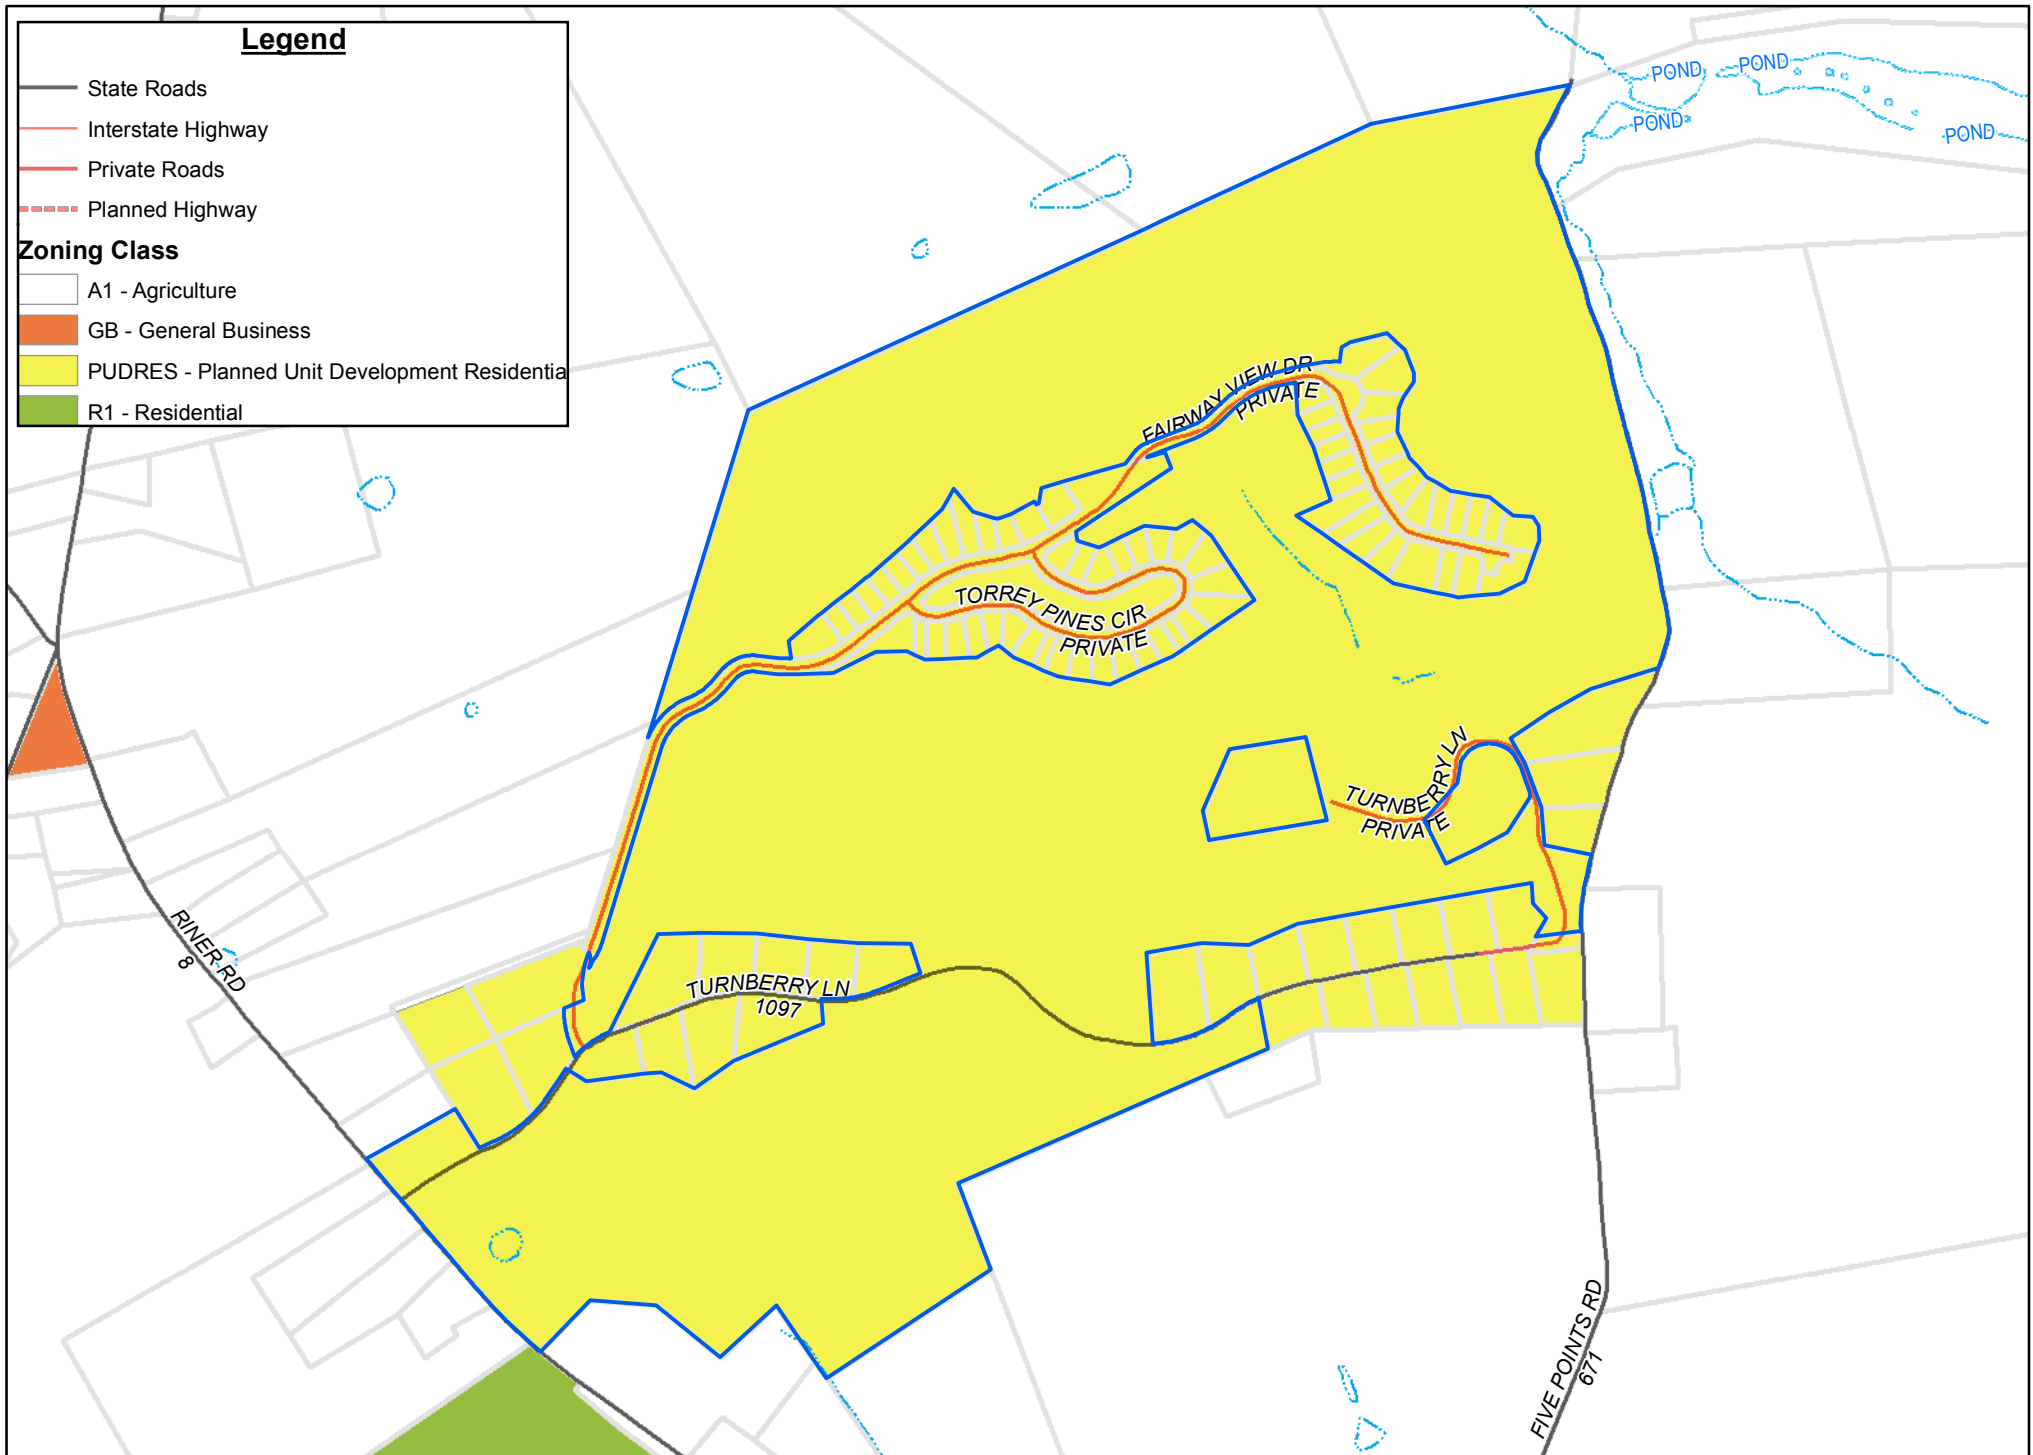 Legend
State Roads
Interstate Highway
Private Roads
Planned Highway
Zoning Class
A1 - Agriculture
GB - General Business
PUDRES - Planned Unit Development Residentia
R1 - Residential
POND
POND
POND
POND
FAIRWAY VIEW DR
PRIVATE
TORREY PINES CIR
PRIVATE
TURNBERRY LN
PRIVATE
RINER RD
8
TURNBERRY LN
1097
FIVE POINTS RD
671